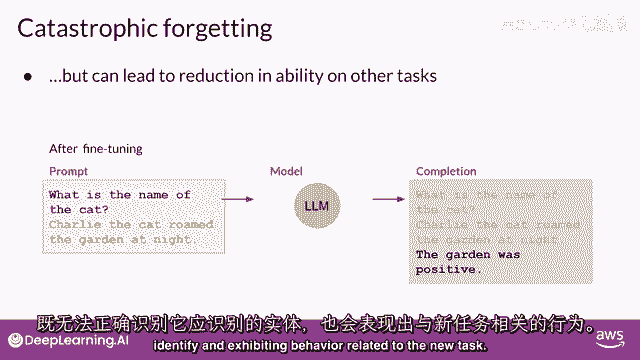 Catastrophic forgetting
● …but can lead to reduction in ability on other tasks
After fine-tuning
Prompt
Model
Completion
What is the name of
the cat?
Charlie the cat roamed
the garden at night.
LLM
What is the name of
the cat?
Charlie the cat roamed
the garden at night.
The garden was
positive.
既无法正确识别它应识别的实体，也会表现出与新任务相关的行为。
identify and exhibiting behavior related to the new task.
DeepLearning.AI
aws